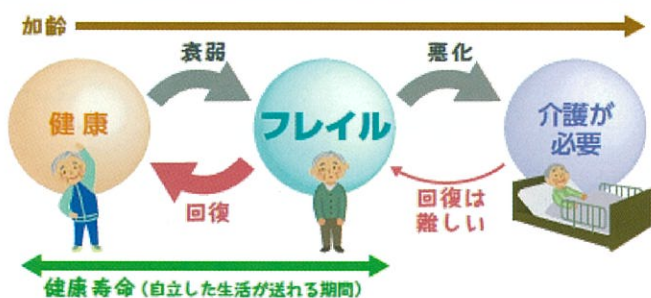 加齢
衰弱
悪化
健康
フレイル
介護が
必要
回復
回復は
難しい
健康寿命（自立した生活が送れる期間）